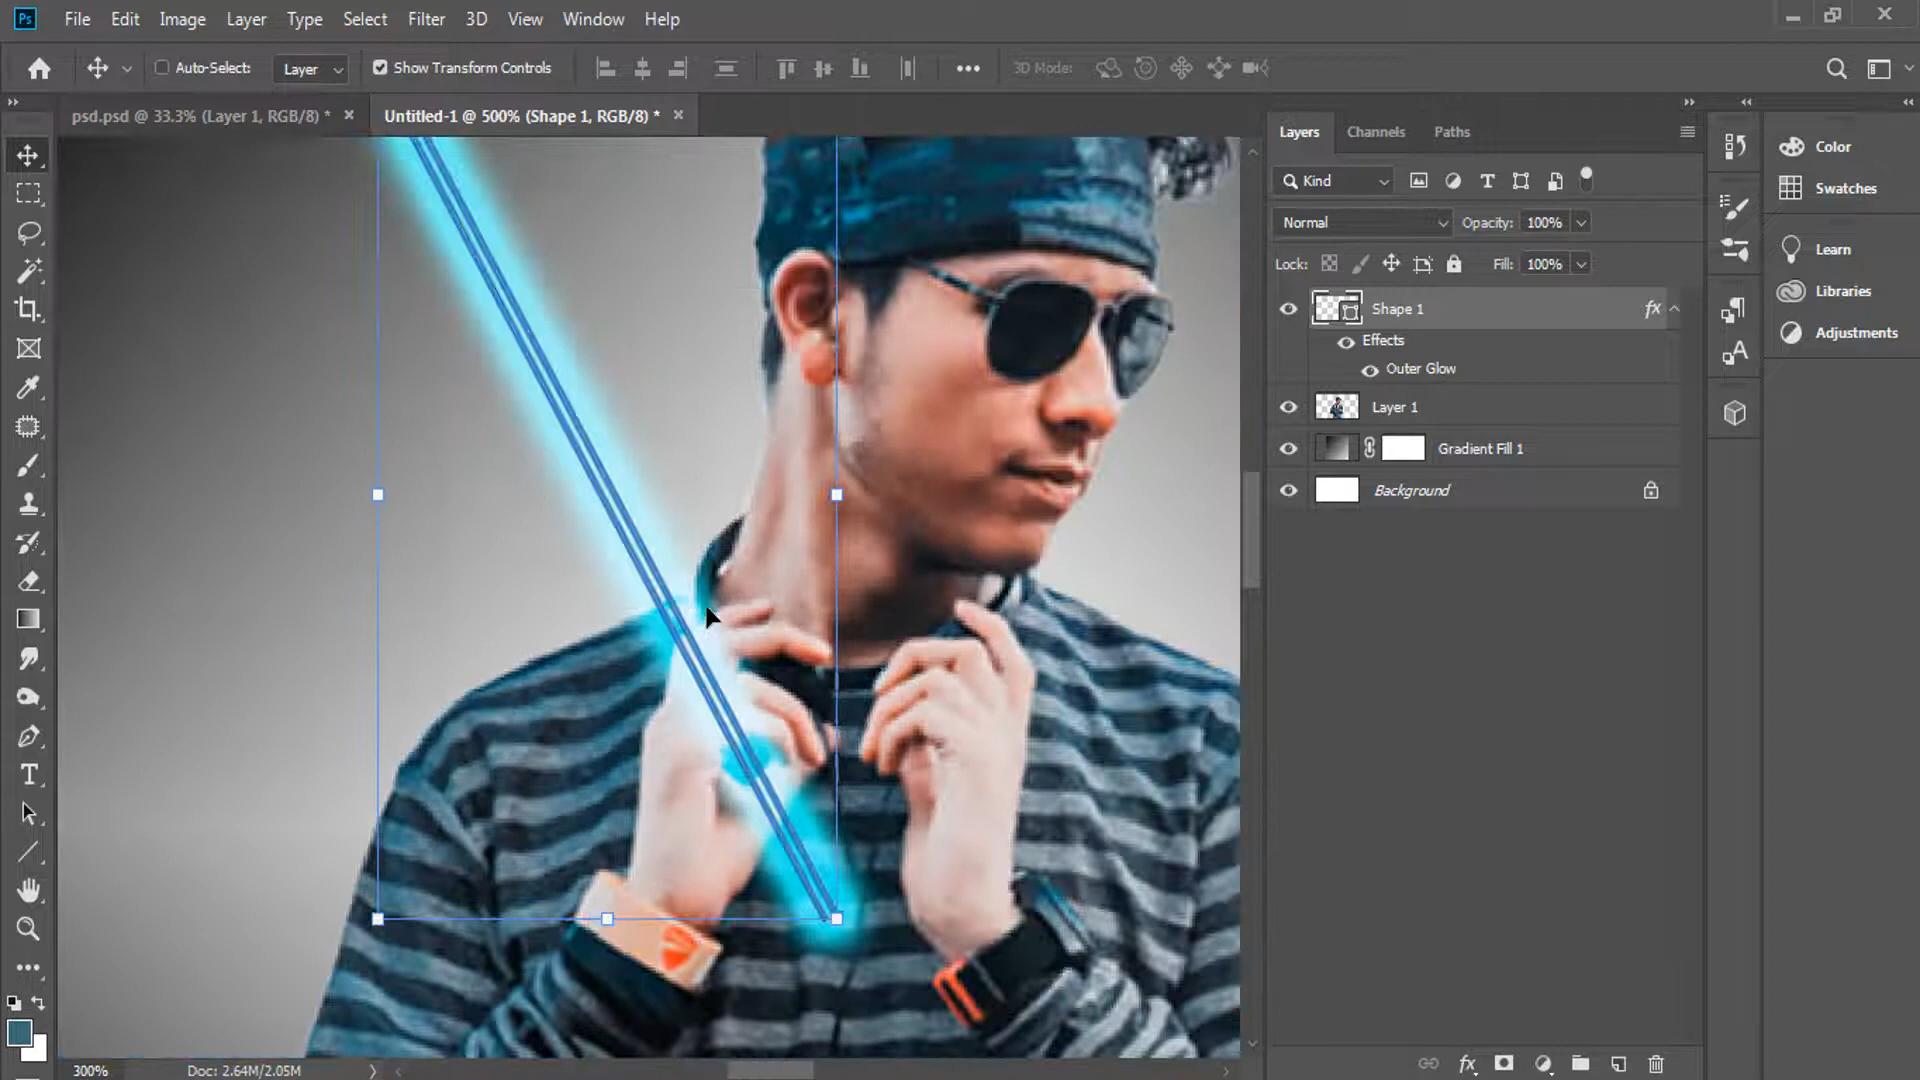 Ps File Edit Image Layer Type Select Filter 3D View Window Help
Auto-Select: Layer Show Transform Controls 3D Mode:
psd.psd @ 33.3% (Layer 1, RGB/8) * Untitled-1 @ 500% (Shape 1, RGB/8) *
Layers Channels Paths
Kind
Normal Opacity: 100%
Lock: Fill: 100%
Shape 1 fx
Effects
Outer Glow
Layer 1
Gradient Fill 1
Background
Color
Swatches
Learn
Libraries
Adjustments
300% Doc: 2.64M/2.05M
fx